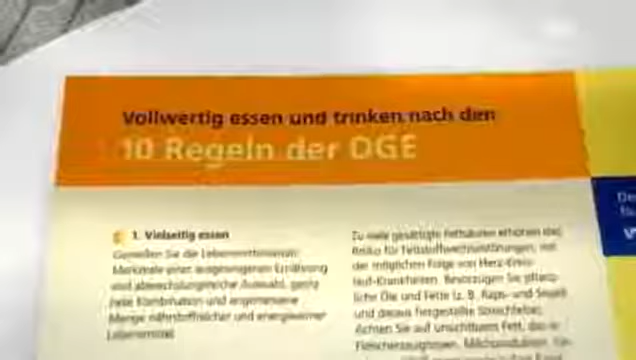 Vollwertig essen und trinken nach den
10 Regeln der DGE
1. Vielseitig essen
Genießen Sie die Lebensmittelvielfalt.
Merkmale einer ausgewogenen Ernährung
sind abwechslungsreiche Auswahl, geeig-
nete Kombination und angemessene
Menge nährstoffreicher und energiearmer
Lebensmittel.
Zu viele gesättigte Fettsäuren erhöhen das
Risiko für Fettstoffwechselstörungen, mit
der möglichen Folge von Herz-Kreis-
lauf-Krankheiten. Bevorzugen Sie pflanz-
liche Öle und Fette (z. B. Raps- und Sojaöl
und daraus hergestellte Streichfette).
Achten Sie auf unsichtbares Fett, das in
Fleischerzeugnissen, Milchprodukten,